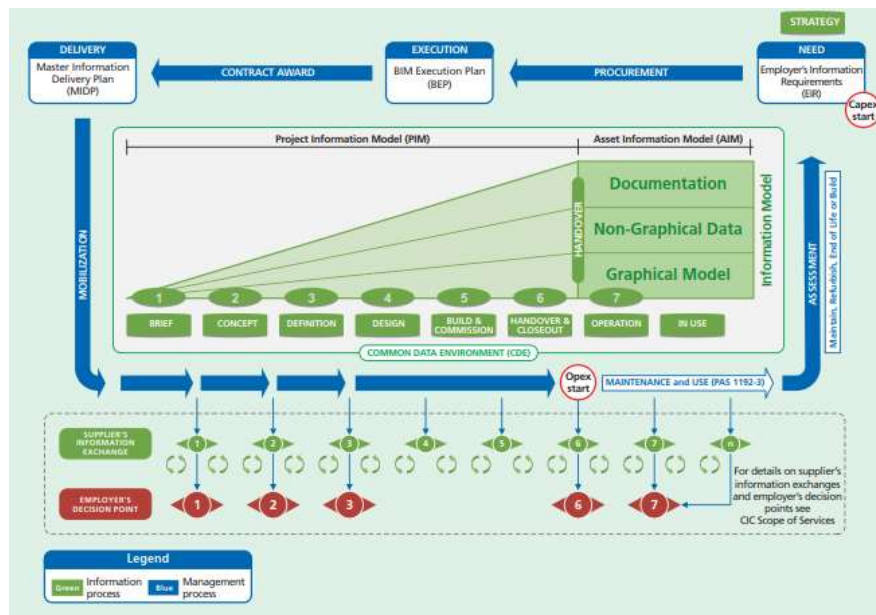 STRATEGY
DELIVERY
Master Information
Delivery Plan
(MIDP)
CONTRACT AWARD
EXECUTION
BIM Execution Plan
(BEP)
PROCUREMENT
NEED
Employer's Information
Requirements
(EIR)
Capex
start
Project Information Model (PIM)
Asset Information Model (AIM)
Documentation
Non-Graphical Data
Graphical Model
HANDOVER
Information Model
MOBILIZATION
ASSESSMENT
Maintain, Refurbish, End of Life or Build
1 2 3 4 5 6 7
BRIEF
CONCEPT
DEFINITION
DESIGN
BUILD &
COMMISSION
HANDOVER &
CLOSEOUT
OPERATION
IN USE
COMMON DATA ENVIRONMENT (CDE)
Opex
start
MAINTENANCE and USE (PAS 1192-3)
SUPPLIER'S
INFORMATION
EXCHANGE
1 2 3 4 5 6 7 n
EMPLOYER'S
DECISION POINT
1 2 3 6 7
For details on supplier's
information exchanges
and employer's decision
points see
CIC Scope of Services
Legend
Green
Information
process
Blue
Management
process